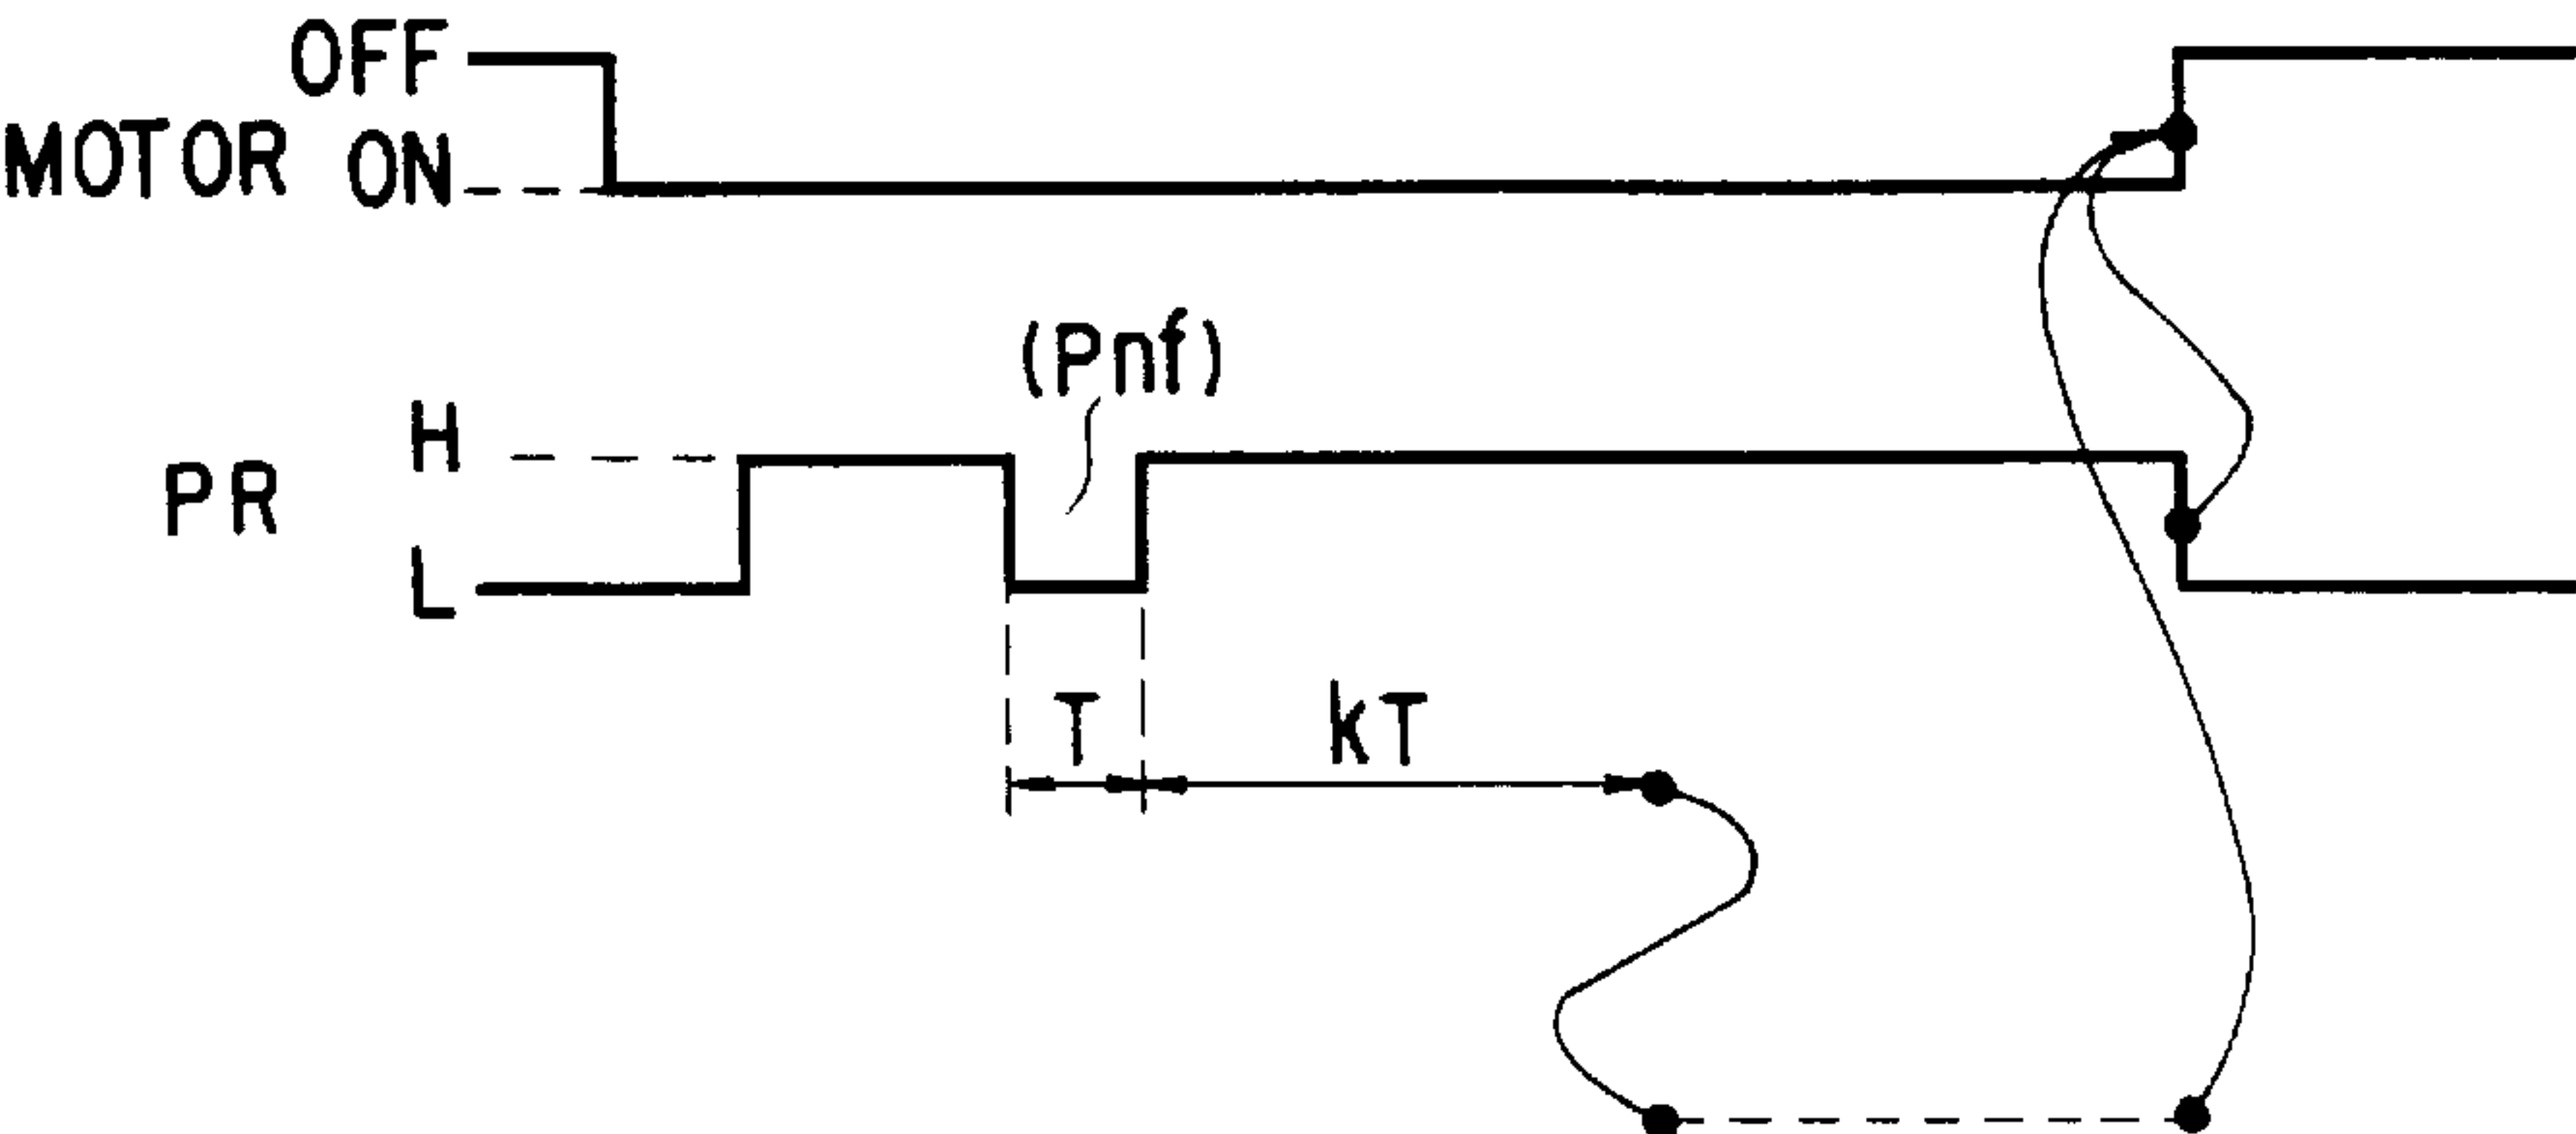 OFF
MOTOR ON
(Pnf)
H
PR
L
T kT